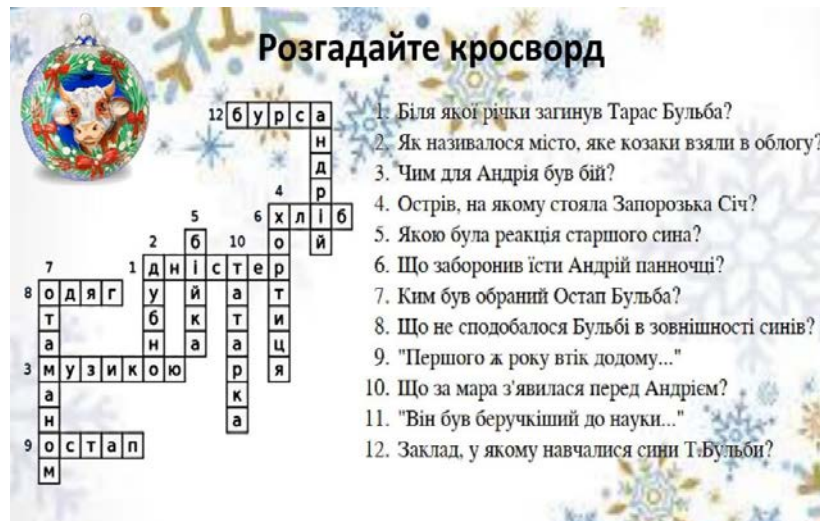 Розгадайте кросворд
12 бурса
андрій
4 хортиця
6 хліб
5 бійка
2 дубно
10 татарка
1 дністер
7 отаманом
8 одяг
3 музикою
9 остап
1. Біля якої річки загинув Тарас Бульба?
2. Як називалося місто, яке козаки взяли в облогу?
3. Чим для Андрія був бій?
4. Острів, на якому стояла Запорозька Січ?
5. Якою була реакція старшого сина?
6. Що заборонив їсти Андрій панночці?
7. Ким був обраний Остап Бульба?
8. Що не сподобалося Бульбі в зовнішності синів?
9. "Першого ж року втік додому..."
10. Що за мара з'явилася перед Андрієм?
11. "Він був беручкіший до науки..."
12. Заклад, у якому навчалися сини Т.Бульби?